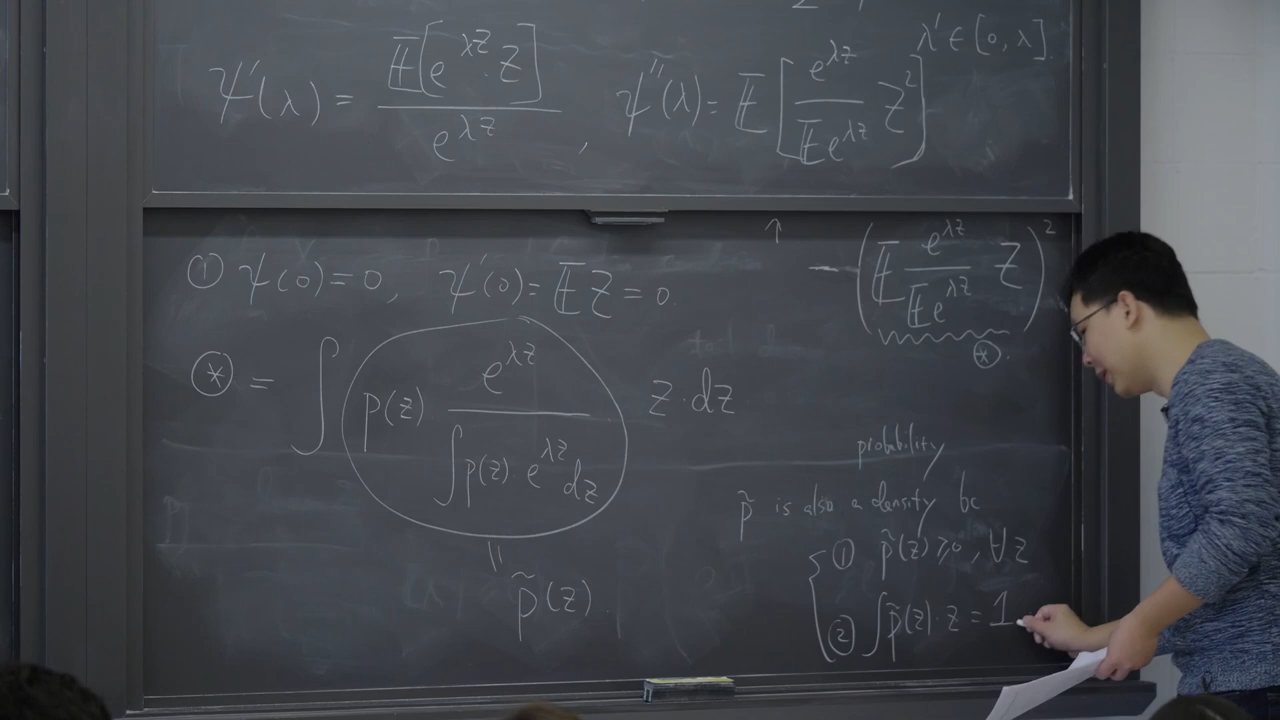 λ' ∈ [0, λ].
ψ'(λ) = 𝔼[e^{λz}·Z] / e^{λz} , ψ''(λ) = 𝔼[ e^{λz} / 𝔼e^{λz} Z² ]
↑ − ( 𝔼 e^{λz} / 𝔼e^{λz} Z )²
⊛.
① ψ(0) = 0, ψ'(0) = 𝔼Z = 0.
⊛ = ∫ p(z) e^{λz} / ∫p(z)·e^{λz}dz z·dz
= p̃(z).
probability
p̃ is also a density bc
① p̃(z) ≥ 0, ∀z
② ∫p̃(z)·z = 1